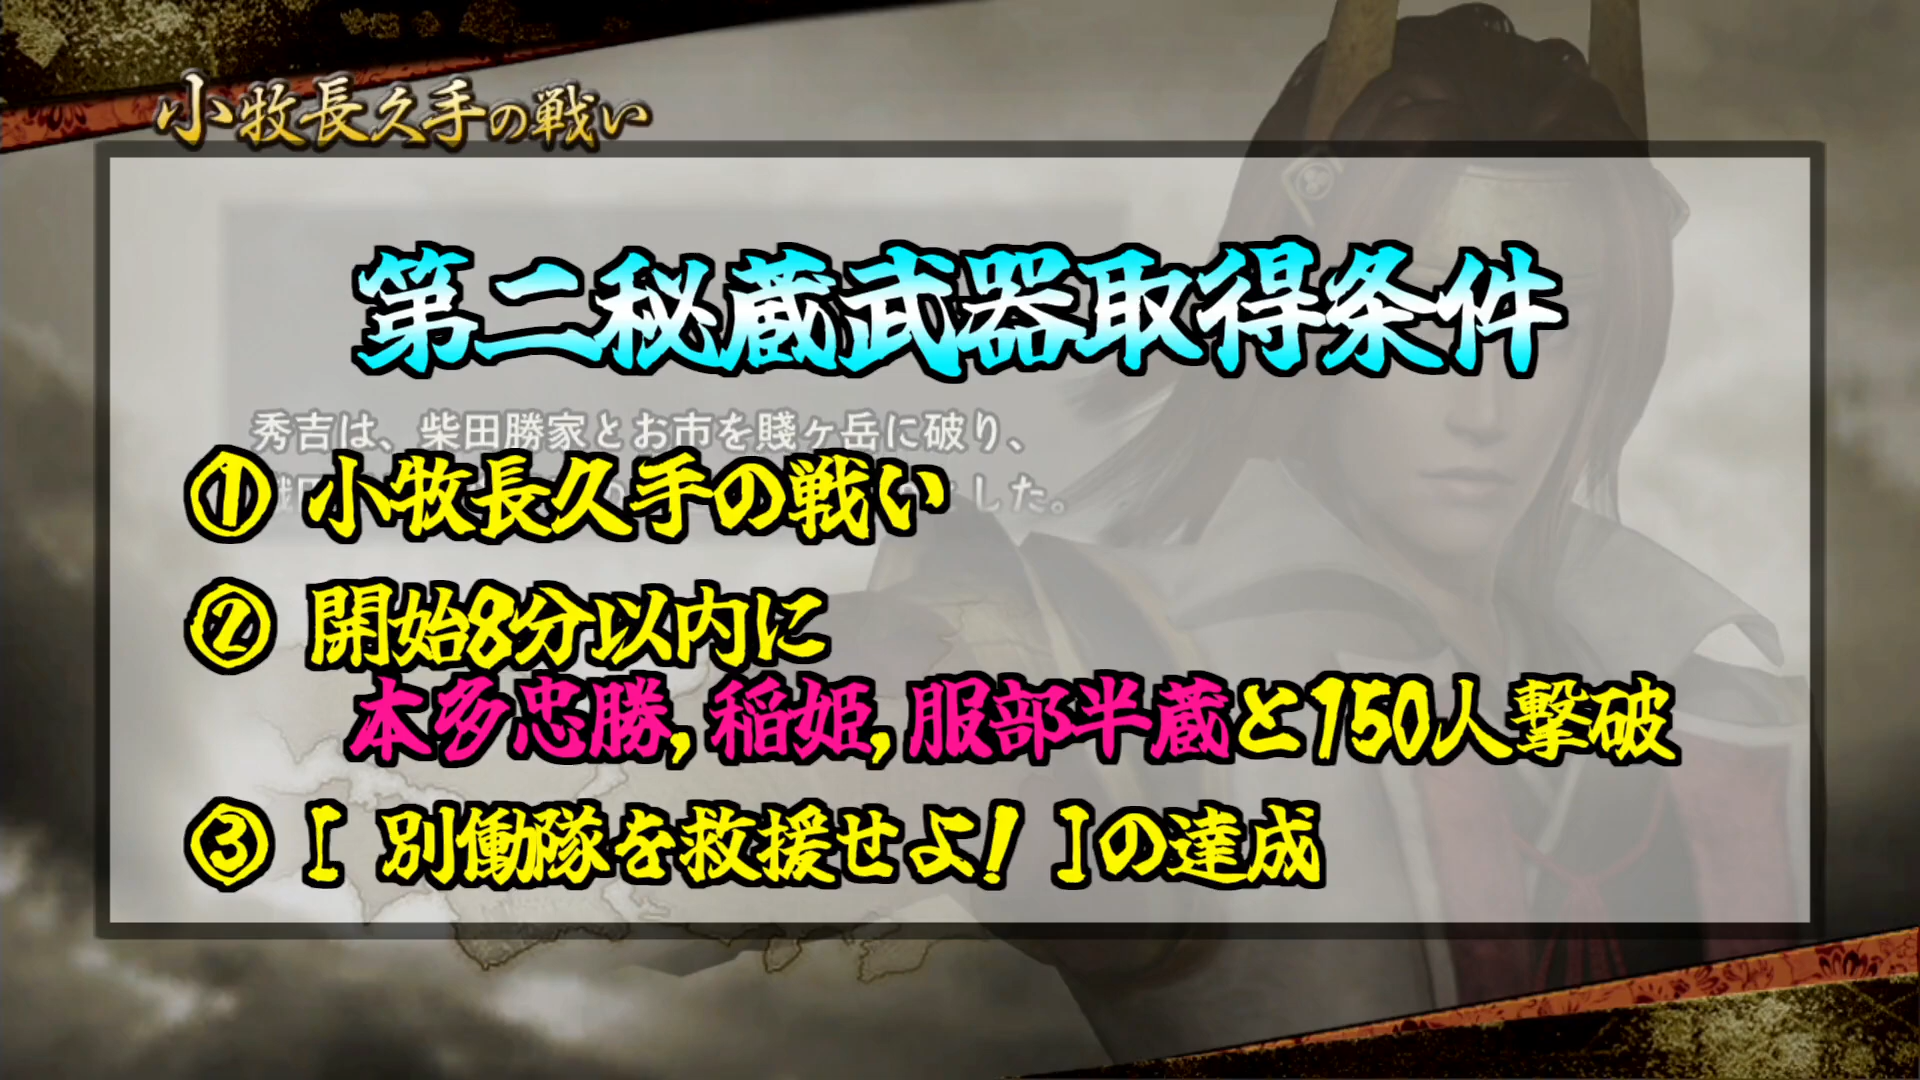 小牧長久手の戦い
第二秘蔵武器取得条件
秀吉は、柴田勝家とお市を賤ヶ岳に破り、
した。
① 小牧長久手の戦い
② 開始8分以内に
本多忠勝,稲姫,服部半蔵と150人撃破
③ [ 別働隊を救援せよ! ]の達成